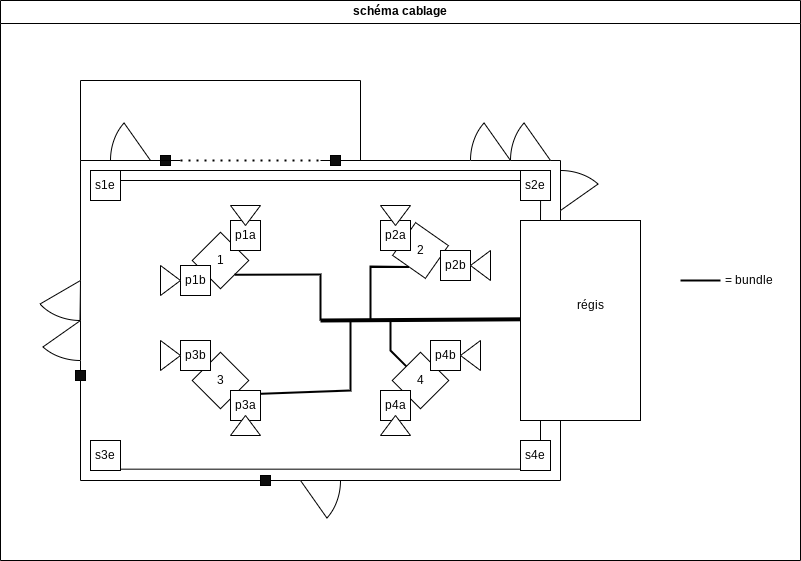 schéma cablage
s1e
s2e
p1a
p2a
1
2
p1b
p2b
= bundle
régis
p3b
p4b
3
4
p3a
p4a
s3e
s4e